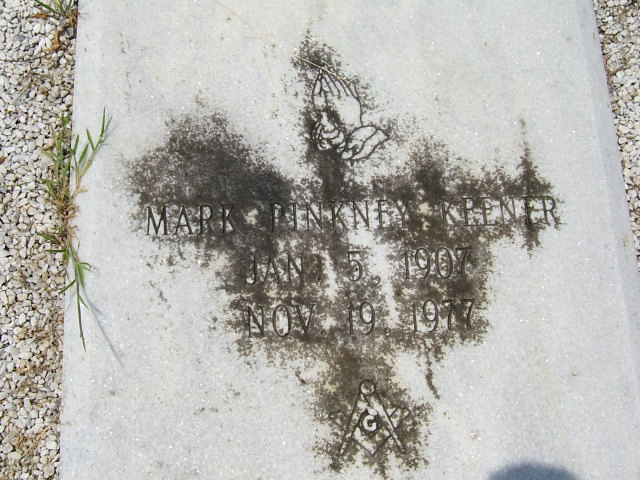 MARK PINKNEY KEENER
JAN. 5, 1907
NOV. 19, 1977
G